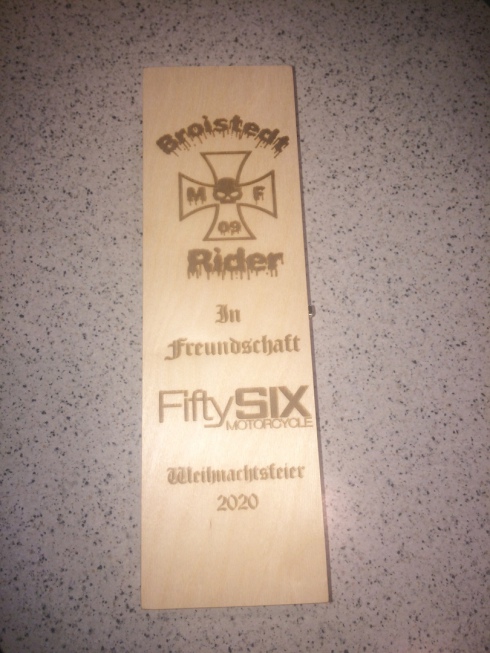 Broistedt
M F
09
Rider
In
Freundschaft
FiftySIX
MOTORCYCLE
Weihnachtsfeier
2020